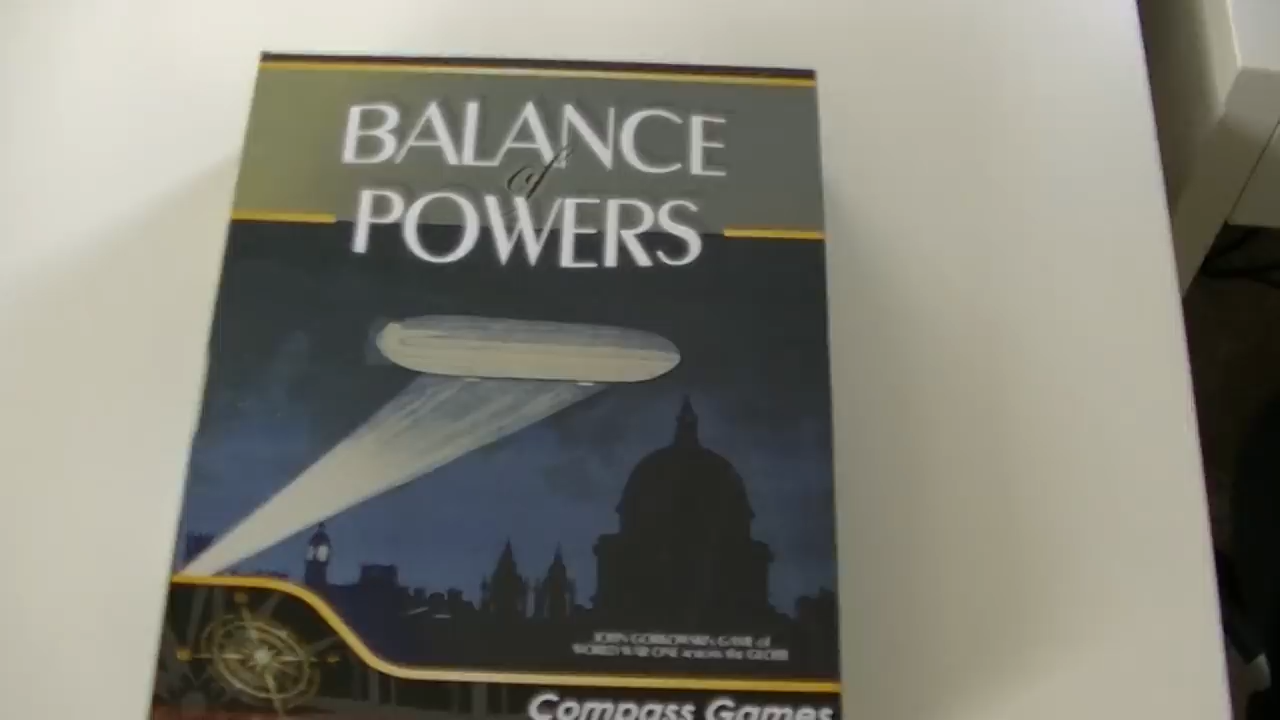 BALANCE
of
POWERS
JOHN GORKOWSKI's GAME of
WORLD WAR ONE across the GLOBE
Compass Games